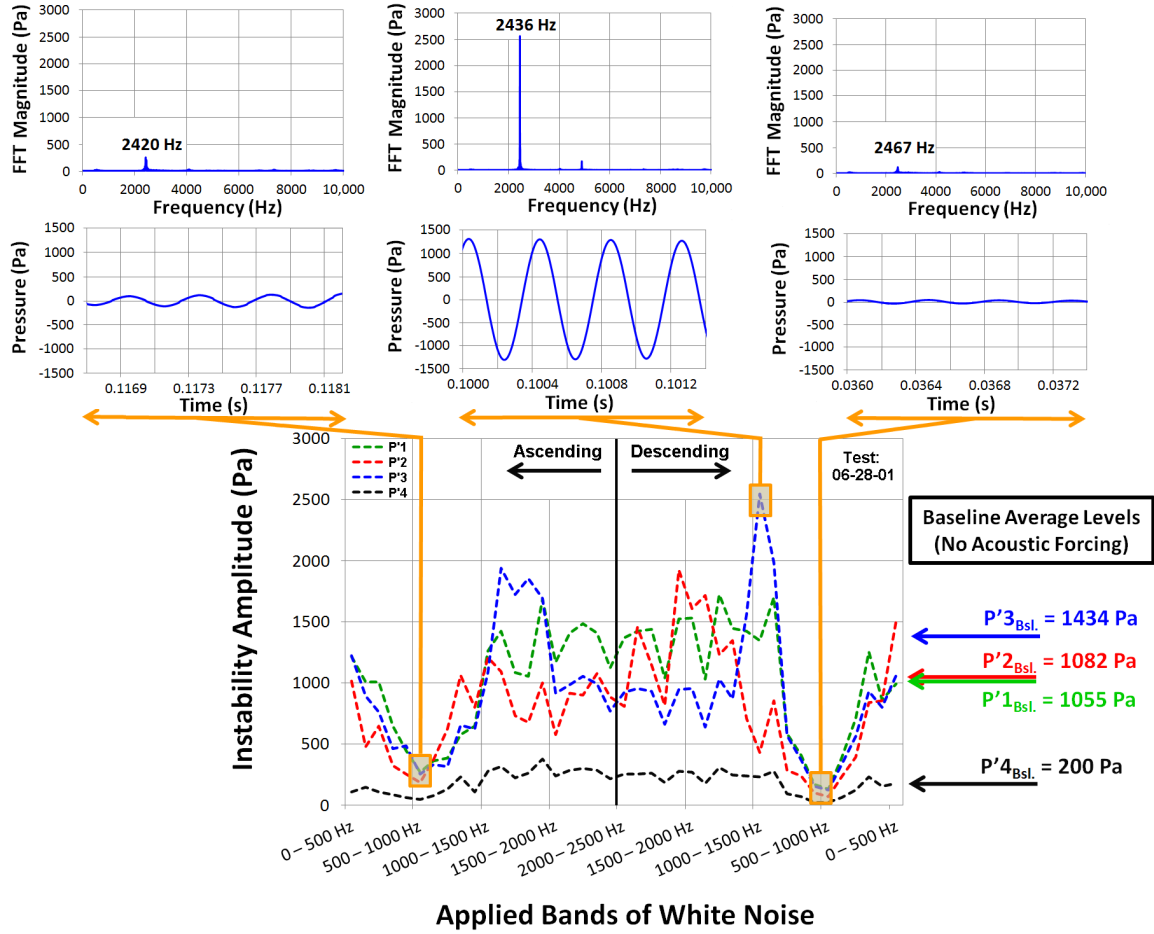 FFT Magnitude (Pa)
3000
2500
2000
1500
1000
500
0
2420 Hz
0
2000
4000
6000
8000
10,000
Frequency (Hz)
FFT Magnitude (Pa)
3000
2500
2000
1500
1000
500
0
2436 Hz
0
2000
4000
6000
8000
10,000
Frequency (Hz)
FFT Magnitude (Pa)
3000
2500
2000
1500
1000
500
0
2467 Hz
0
2000
4000
6000
8000
10000
Frequency (Hz)
Pressure (Pa)
1500
1000
500
0
-500
-1000
-1500
0.1169
0.1173
0.1177
0.1181
Time (s)
Pressure (Pa)
1500
1000
500
0
-500
-1000
-1500
0.1000
0.1004
0.1008
0.1012
Time (s)
Pressure (Pa)
1500
1000
500
0
-500
-1000
-1500
0.0360
0.0364
0.0368
0.0372
Time (s)
Instability Amplitude (Pa)
3000
2500
2000
1500
1000
500
0
P'1
P'2
P'3
P'4
Ascending
Descending
Test:
06-28-01
Baseline Average Levels
(No Acoustic Forcing)
P'3Bsl. = 1434 Pa
P'2Bsl. = 1082 Pa
P'1Bsl. = 1055 Pa
P'4Bsl. = 200 Pa
0 – 500 Hz
500 – 1000 Hz
1000 – 1500 Hz
1500 – 2000 Hz
2000 – 2500 Hz
1500 – 2000 Hz
1000 – 1500 Hz
500 – 1000 Hz
0 – 500 Hz
Applied Bands of White Noise